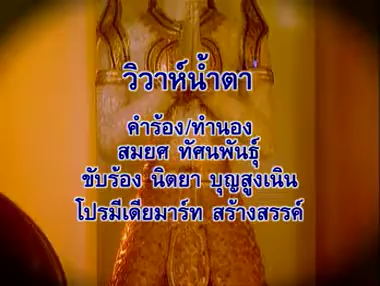 วิวาห์น้ำตา
คำร้อง/ทำนอง
สมยศ ทัศนพันธุ์
ขับร้อง นิตยา บุญสูงเนิน
โปรมีเดียมาร์ท สร้างสรรค์